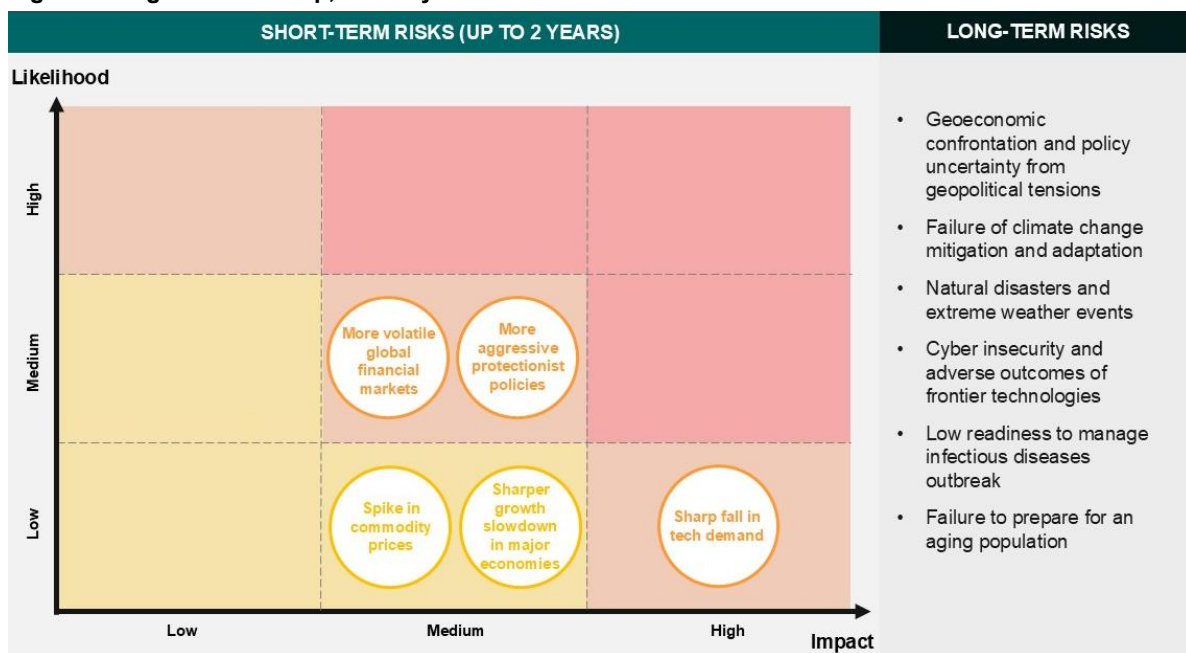 SHORT-TERM RISKS (UP TO 2 YEARS)
LONG-TERM RISKS
Likelihood
High
Medium
Low
More volatile
global
financial
markets
More
aggressive
protectionist
policies
Spike in
commodity
prices
Sharper
growth
slowdown
in major
economies
Sharp fall in
tech demand
Low
Medium
High
Impact
• Geoeconomic
confrontation and policy
uncertainty from
geopolitical tensions
• Failure of climate change
mitigation and adaptation
• Natural disasters and
extreme weather events
• Cyber insecurity and
adverse outcomes of
frontier technologies
• Low readiness to manage
infectious diseases
outbreak
• Failure to prepare for an
aging population